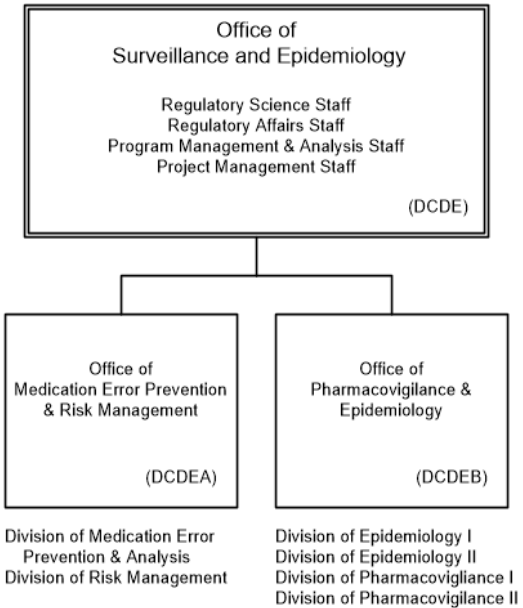 Office of
Surveillance and Epidemiology
Regulatory Science Staff
Regulatory Affairs Staff
Program Management & Analysis Staff
Project Management Staff
(DCDE)
Office of
Medication Error Prevention
& Risk Management
(DCDEA)
Division of Medication Error
Prevention & Analysis
Division of Risk Management
Office of
Pharmacovigilance &
Epidemiology
(DCDEB)
Division of Epidemiology I
Division of Epidemiology II
Division of Pharmacovigliance I
Division of Pharmacovigilance II